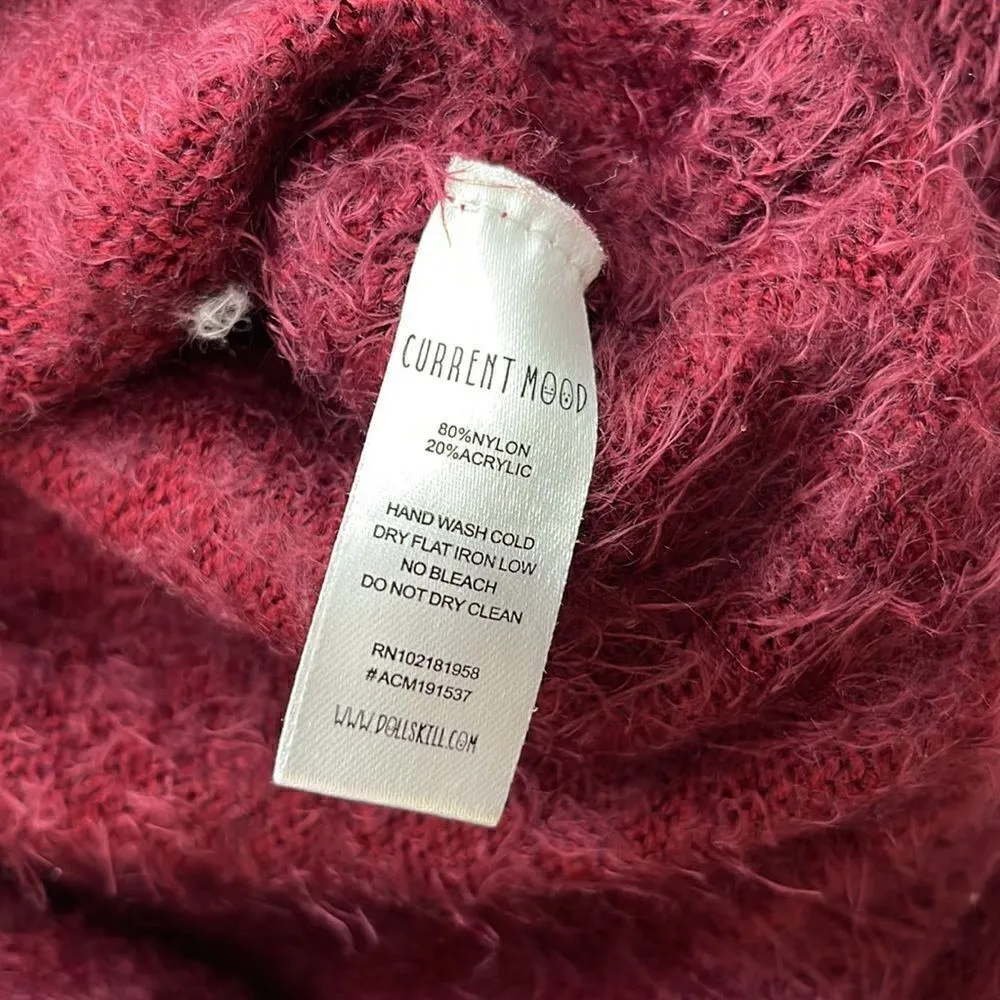 CURRENT MOOD
80%NYLON
20%ACRYLIC
HAND WASH COLD
DRY FLAT IRON LOW
NO BLEACH
DO NOT DRY CLEAN
RN102181958
#ACM191537
WWW.DOLLSKILL.COM